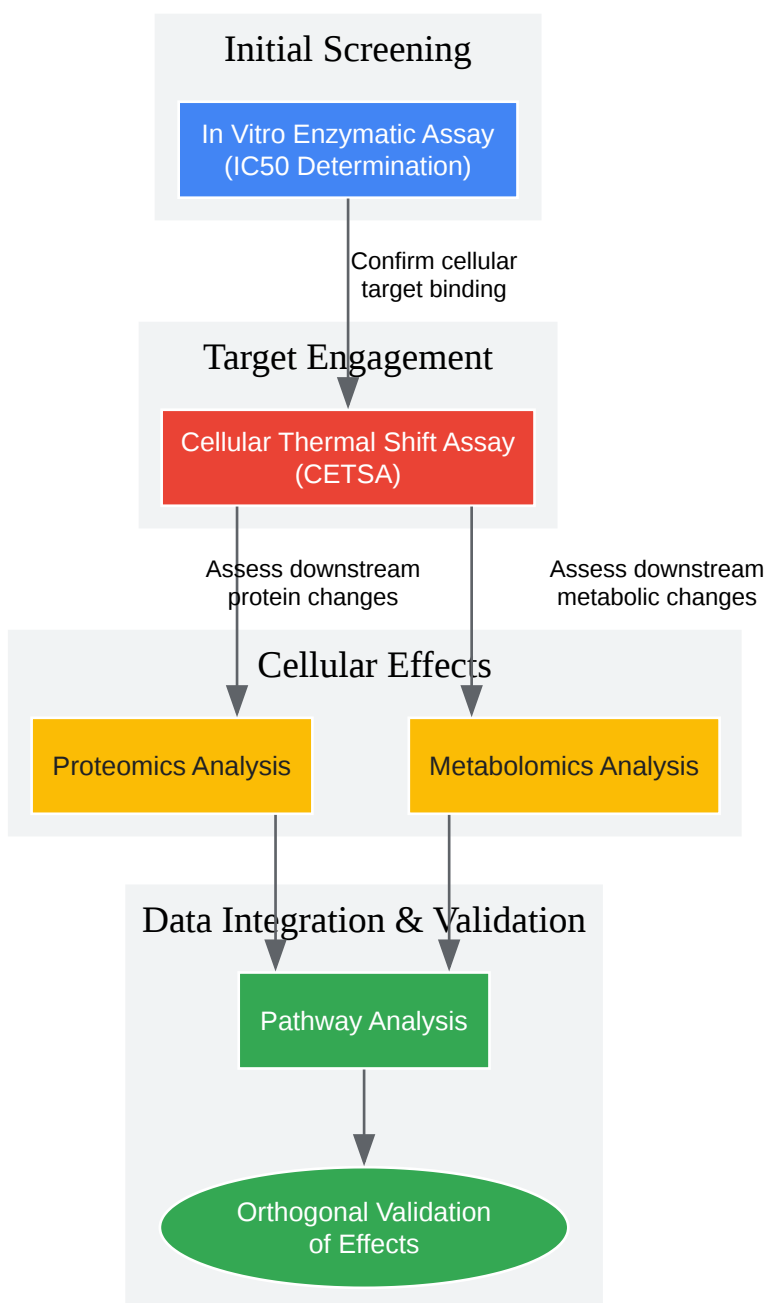 Initial Screening
In Vitro Enzymatic Assay
(IC50 Determination)
Confirm cellular
target binding
Target Engagement
Cellular Thermal Shift Assay
(CETSA)
Assess downstream
protein changes
Assess downstream
metabolic changes
Cellular Effects
Proteomics Analysis
Metabolomics Analysis
Data Integration & Validation
Pathway Analysis
Orthogonal Validation
of Effects